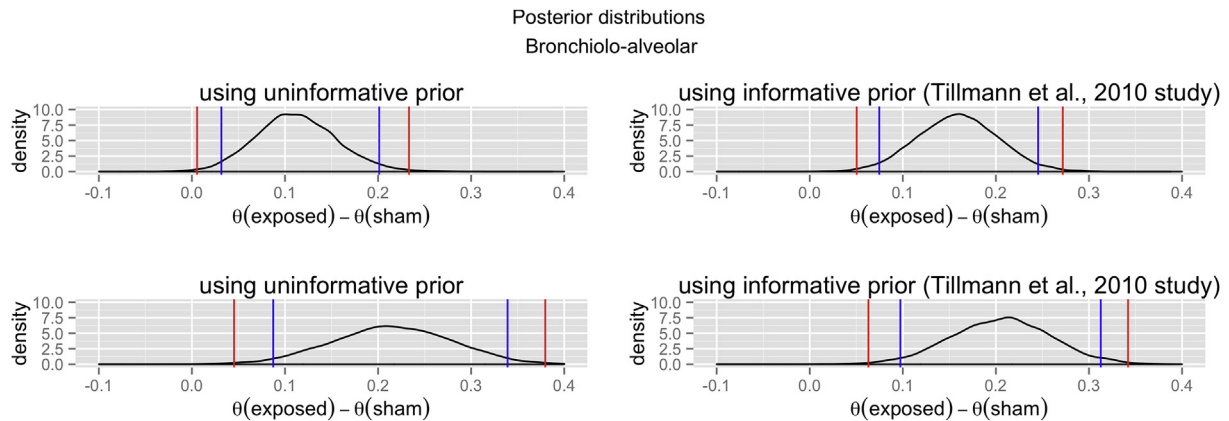 Posterior distributions
Bronchiolo-alveolar
using uninformative prior
density
10.0
7.5
5.0
2.5
0.0
-0.1 0.0 0.1 0.2 0.3 0.4
θ(exposed) − θ(sham)
using informative prior (Tillmann et al., 2010 study)
density
10.0
7.5
5.0
2.5
0.0
-0.1 0.0 0.1 0.2 0.3 0.4
θ(exposed) − θ(sham)
using uninformative prior
density
10.0
7.5
5.0
2.5
0.0
-0.1 0.0 0.1 0.2 0.3 0.4
θ(exposed) − θ(sham)
using informative prior (Tillmann et al., 2010 study)
density
10.0
7.5
5.0
2.5
0.0
-0.1 0.0 0.1 0.2 0.3 0.4
θ(exposed) − θ(sham)